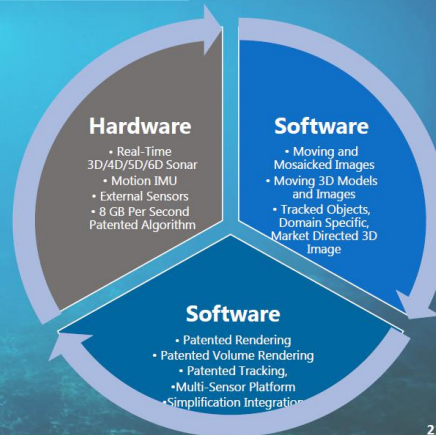 Hardware
• Real-Time
3D/4D/5D/6D Sonar
• Motion IMU
• External Sensors
• 8 GB Per Second
Patented Algorithm
Software
• Moving and
Mosaicked Images
• Moving 3D Models
and Images
• Tracked Objects,
Domain Specific,
Market Directed 3D
Image
Software
• Patented Rendering
• Patented Volume Rendering
• Patented Tracking,
•Multi-Sensor Platform
•Simplification Integration
2